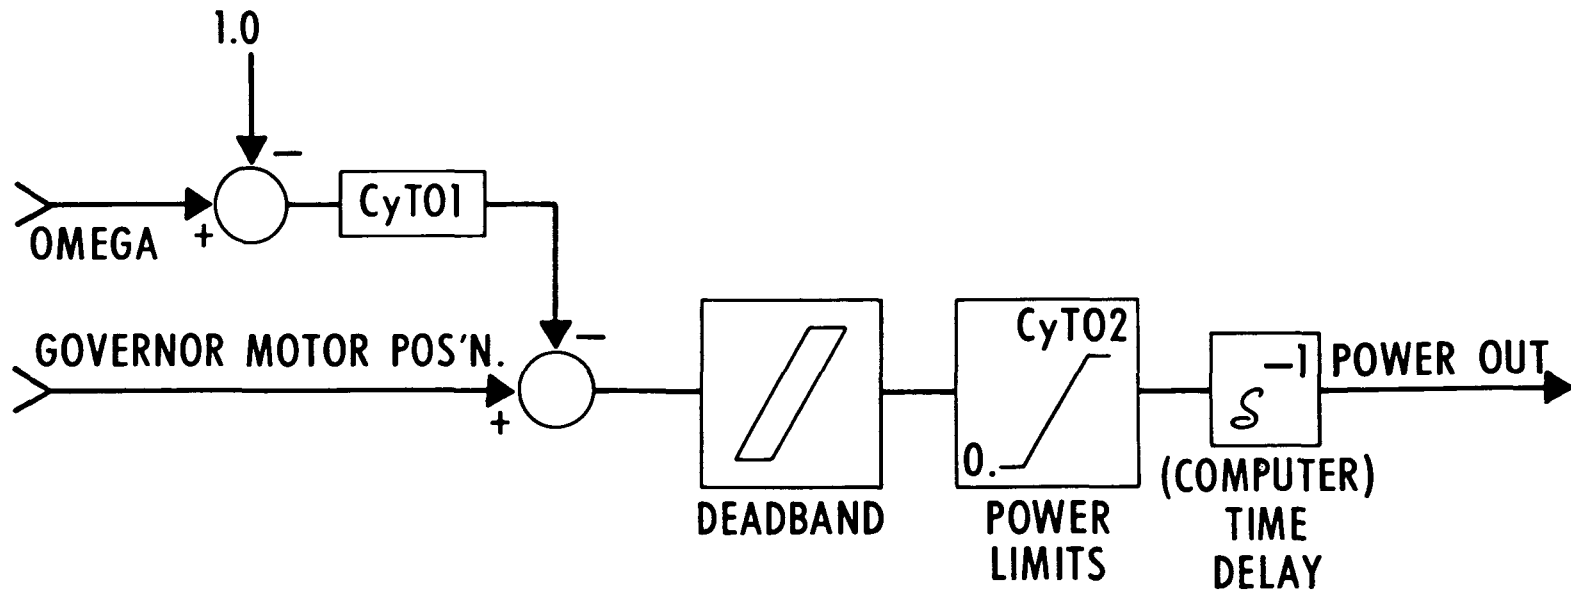 1.0
−
CyT01
+
OMEGA
−
GOVERNOR MOTOR POS'N.
+
CyT02
0.
S −1
POWER OUT
DEADBAND
POWER
LIMITS
(COMPUTER)
TIME
DELAY